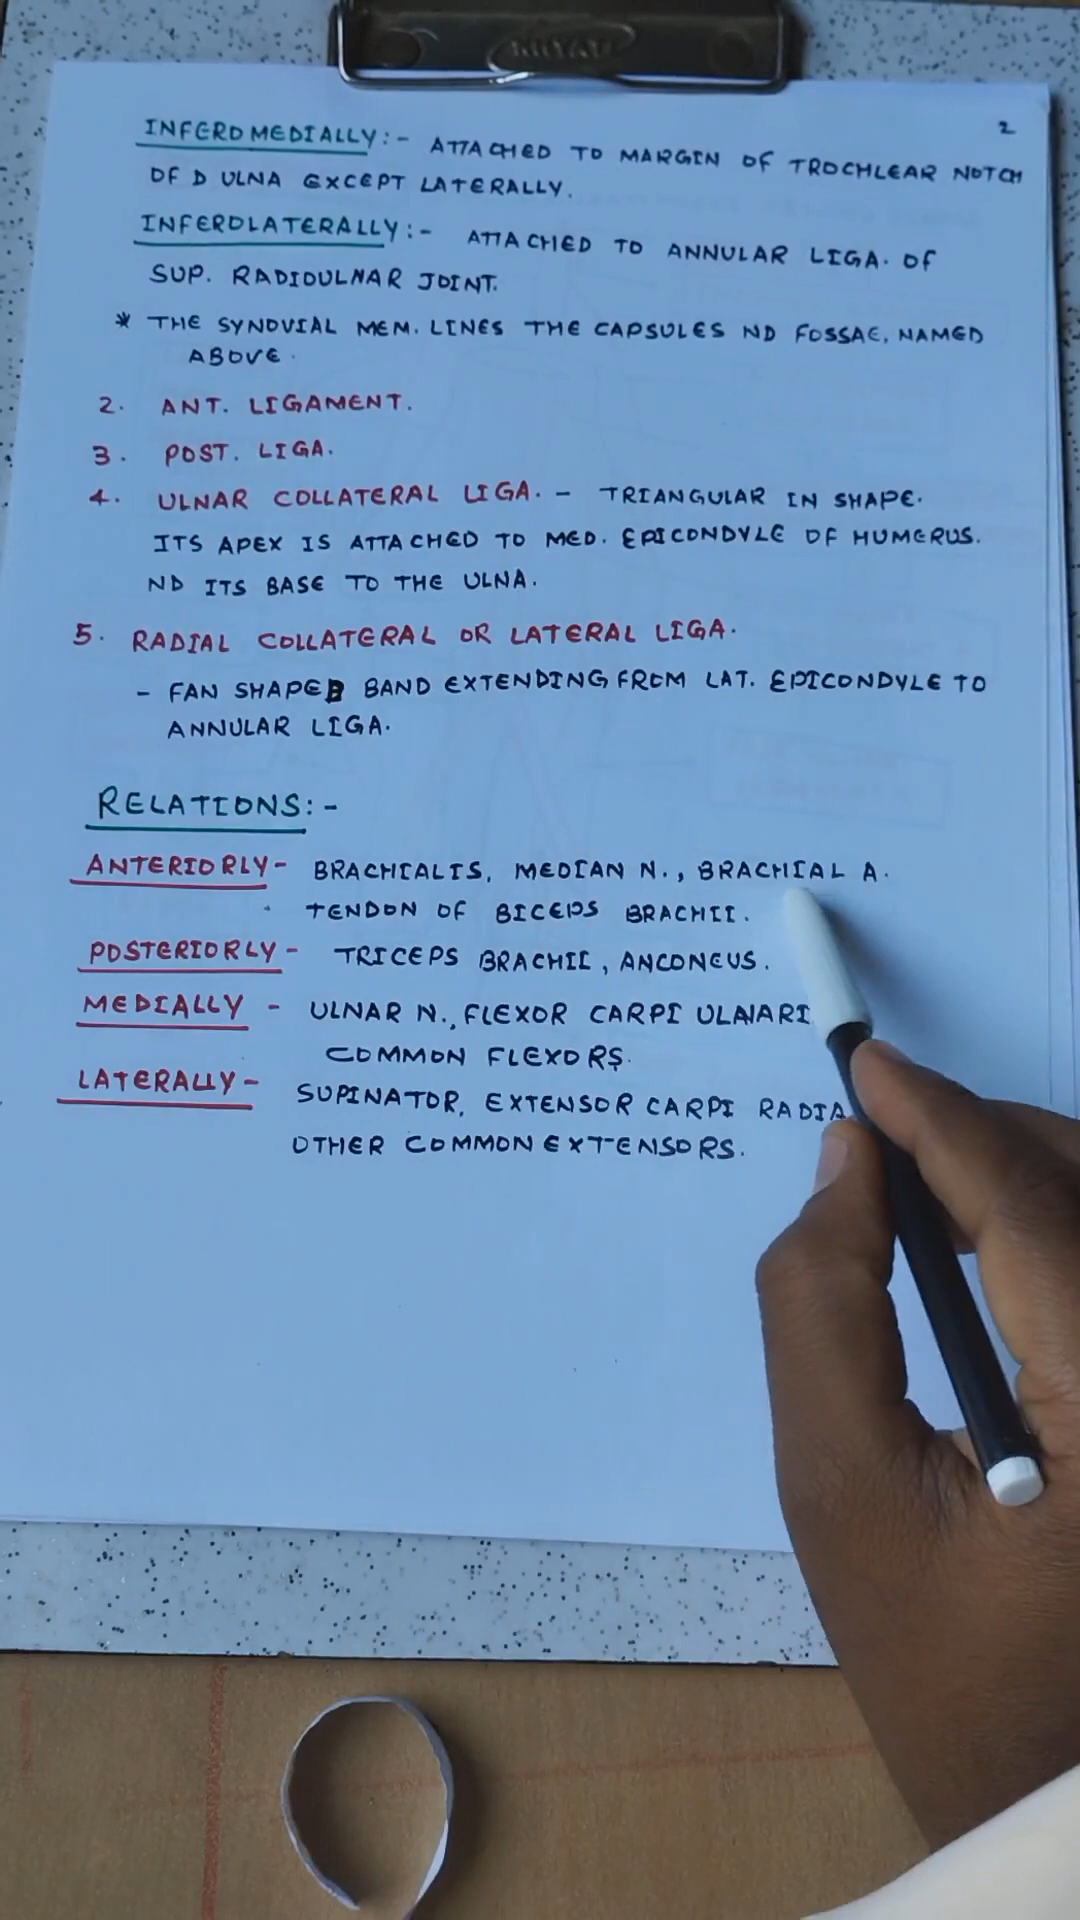 2
INFEROMEDIALLY:- ATTACHED TO MARGIN OF TROCHLEAR NOTCH
OF D ULNA EXCEPT LATERALLY.
INFEROLATERALLY:- ATTACHED TO ANNULAR LIGA. OF
SUP. RADIOULNAR JOINT.
* THE SYNOVIAL MEM. LINES THE CAPSULES ND FOSSAE, NAMED
ABOVE.
2. ANT. LIGAMENT.
3. POST. LIGA.
4. ULNAR COLLATERAL LIGA. - TRIANGULAR IN SHAPE.
ITS APEX IS ATTACHED TO MED. EPICONDYLE OF HUMERUS.
ND ITS BASE TO THE ULNA.
5. RADIAL COLLATERAL OR LATERAL LIGA.
- FAN SHAPED BAND EXTENDING FROM LAT. EPICONDYLE TO
ANNULAR LIGA.
RELATIONS:-
ANTERIORLY- BRACHIALIS, MEDIAN N., BRACHIAL A.
TENDON OF BICEPS BRACHII.
POSTERIORLY- TRICEPS BRACHII, ANCONEUS.
MEDIALLY - ULNAR N., FLEXOR CARPI ULNARI
COMMON FLEXORS.
LATERALLY- SUPINATOR, EXTENSOR CARPI RADIA
OTHER COMMON EXTENSORS.